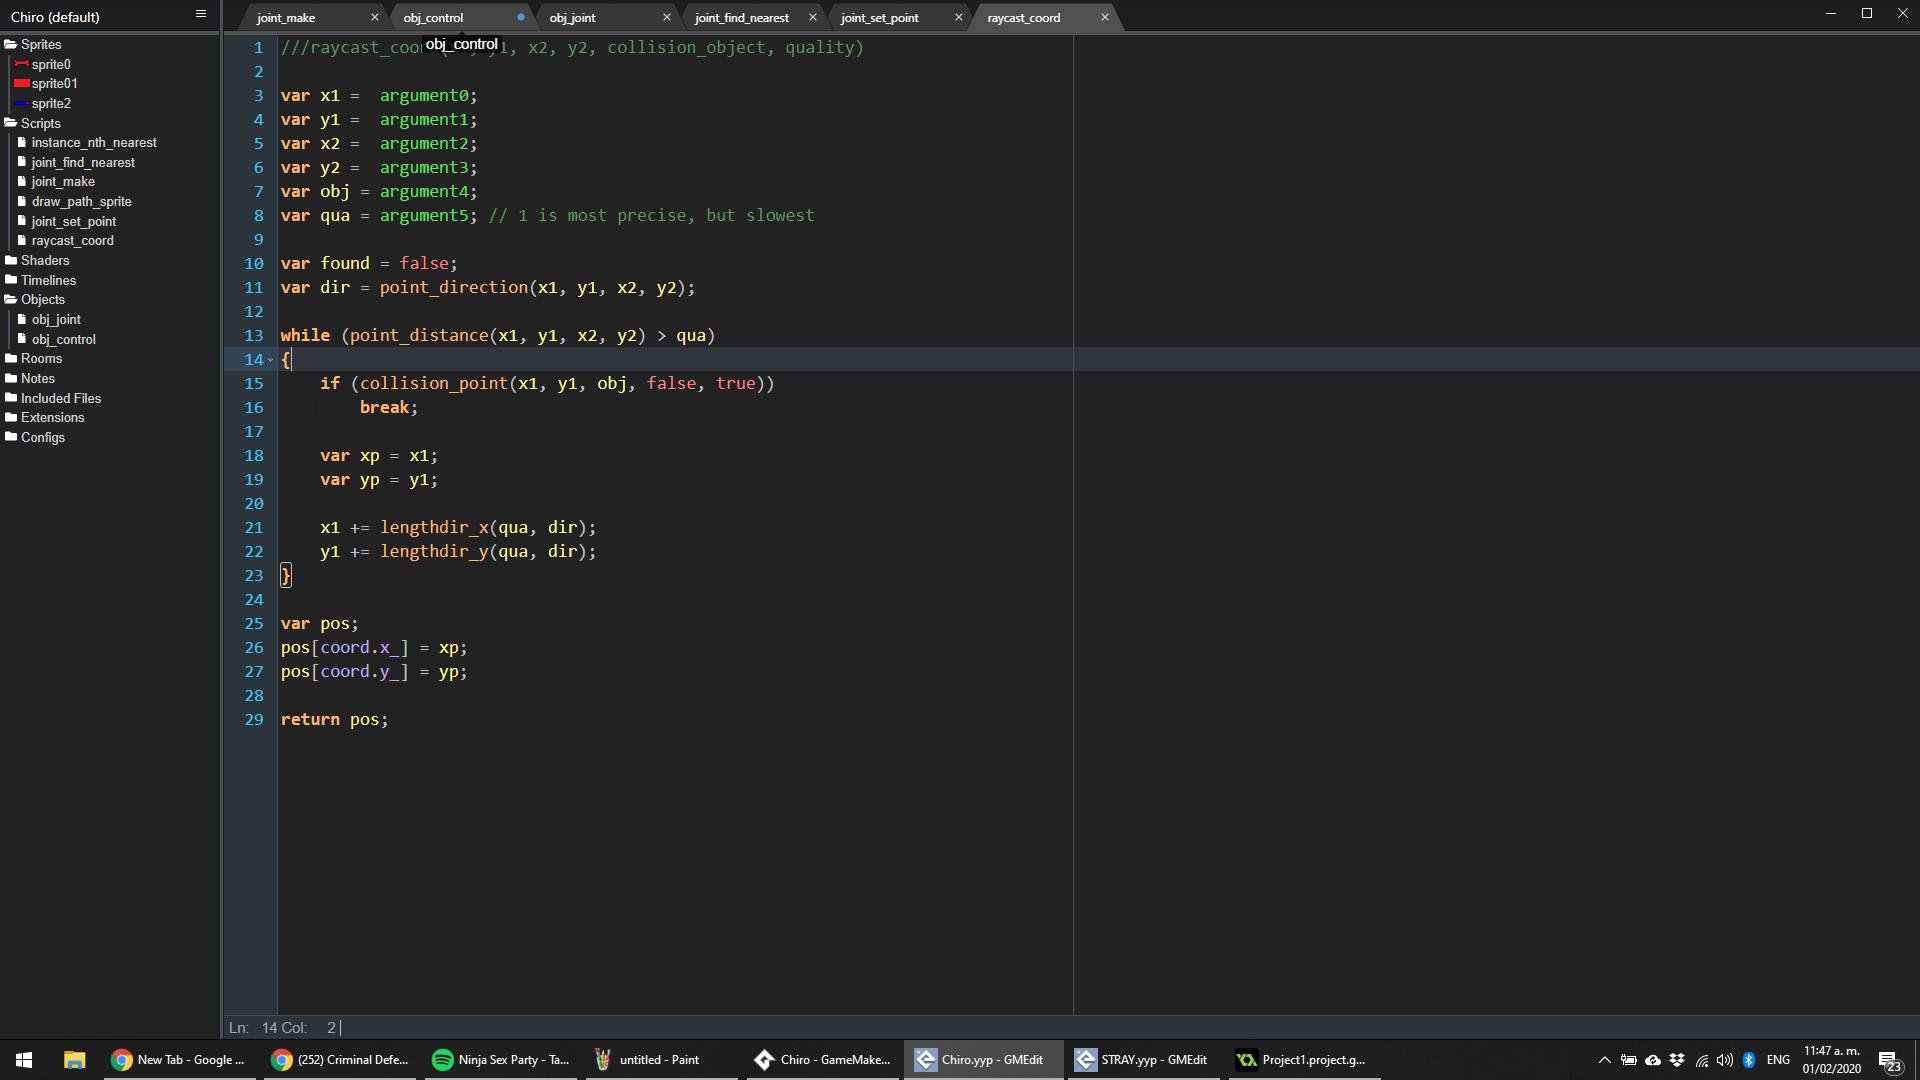 Chiro (default)
joint_make
obj_control
obj_joint
joint_find_nearest
joint_set_point
raycast_coord
obj_control
Sprites
sprite0
sprite01
sprite2
Scripts
instance_nth_nearest
joint_find_nearest
joint_make
draw_path_sprite
joint_set_point
raycast_coord
Shaders
Timelines
Objects
obj_joint
obj_control
Rooms
Notes
Included Files
Extensions
Configs
1 ///raycast_coo 1, x2, y2, collision_object, quality)
2
3 var x1 =  argument0;
4 var y1 =  argument1;
5 var x2 =  argument2;
6 var y2 =  argument3;
7 var obj = argument4;
8 var qua = argument5; // 1 is most precise, but slowest
9
10 var found = false;
11 var dir = point_direction(x1, y1, x2, y2);
12
13 while (point_distance(x1, y1, x2, y2) > qua)
14 {
15     if (collision_point(x1, y1, obj, false, true))
16         break;
17
18     var xp = x1;
19     var yp = y1;
20
21     x1 += lengthdir_x(qua, dir);
22     y1 += lengthdir_y(qua, dir);
23 }
24
25 var pos;
26 pos[coord.x_] = xp;
27 pos[coord.y_] = yp;
28
29 return pos;
Ln: 14 Col: 2
New Tab - Google ...
(252) Criminal Defe...
Ninja Sex Party - Ta...
untitled - Paint
Chiro - GameMake...
Chiro.yyp - GMEdit
STRAY.yyp - GMEdit
Project1.project.g...
ENG
11:47 a. m.
01/02/2020
23